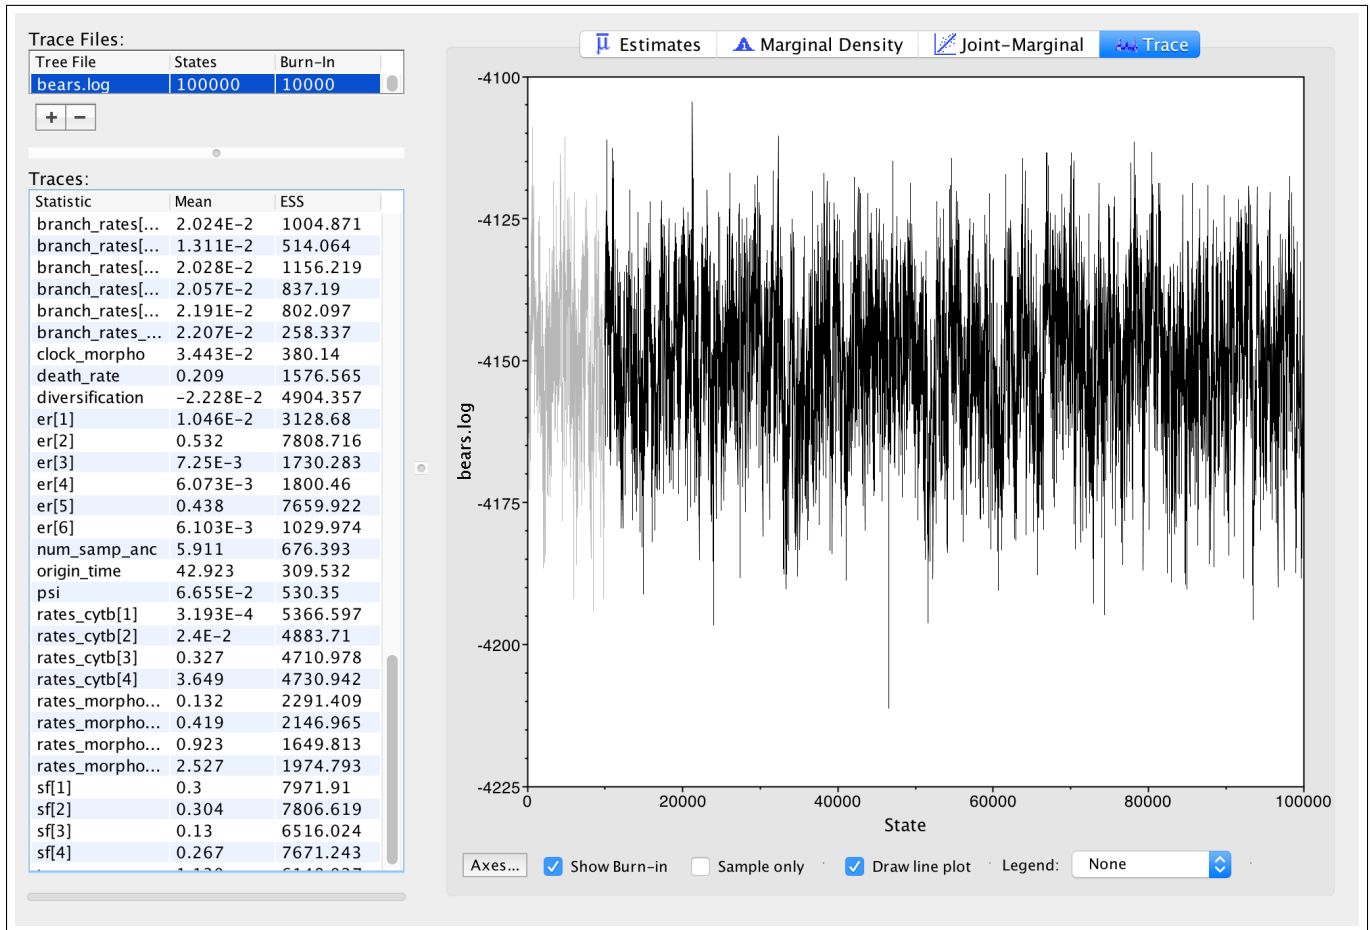 Trace Files:
Tree File States Burn-In
bears.log 100000 10000
+ −
Traces:
Statistic Mean ESS
branch_rates[... 2.024E-2 1004.871
branch_rates[... 1.311E-2 514.064
branch_rates[... 2.028E-2 1156.219
branch_rates[... 2.057E-2 837.19
branch_rates[... 2.191E-2 802.097
branch_rates_... 2.207E-2 258.337
clock_morpho 3.443E-2 380.14
death_rate 0.209 1576.565
diversification -2.228E-2 4904.357
er[1] 1.046E-2 3128.68
er[2] 0.532 7808.716
er[3] 7.25E-3 1730.283
er[4] 6.073E-3 1800.46
er[5] 0.438 7659.922
er[6] 6.103E-3 1029.974
num_samp_anc 5.911 676.393
origin_time 42.923 309.532
psi 6.655E-2 530.35
rates_cytb[1] 3.193E-4 5366.597
rates_cytb[2] 2.4E-2 4883.71
rates_cytb[3] 0.327 4710.978
rates_cytb[4] 3.649 4730.942
rates_morpho... 0.132 2291.409
rates_morpho... 0.419 2146.965
rates_morpho... 0.923 1649.813
rates_morpho... 2.527 1974.793
sf[1] 0.3 7971.91
sf[2] 0.304 7806.619
sf[3] 0.13 6516.024
sf[4] 0.267 7671.243
μ Estimates Marginal Density Joint-Marginal Trace
-4100
-4125
-4150
-4175
-4200
-4225
bears.log
0 20000 40000 60000 80000 100000
State
Axes... Show Burn-in Sample only Draw line plot Legend: None